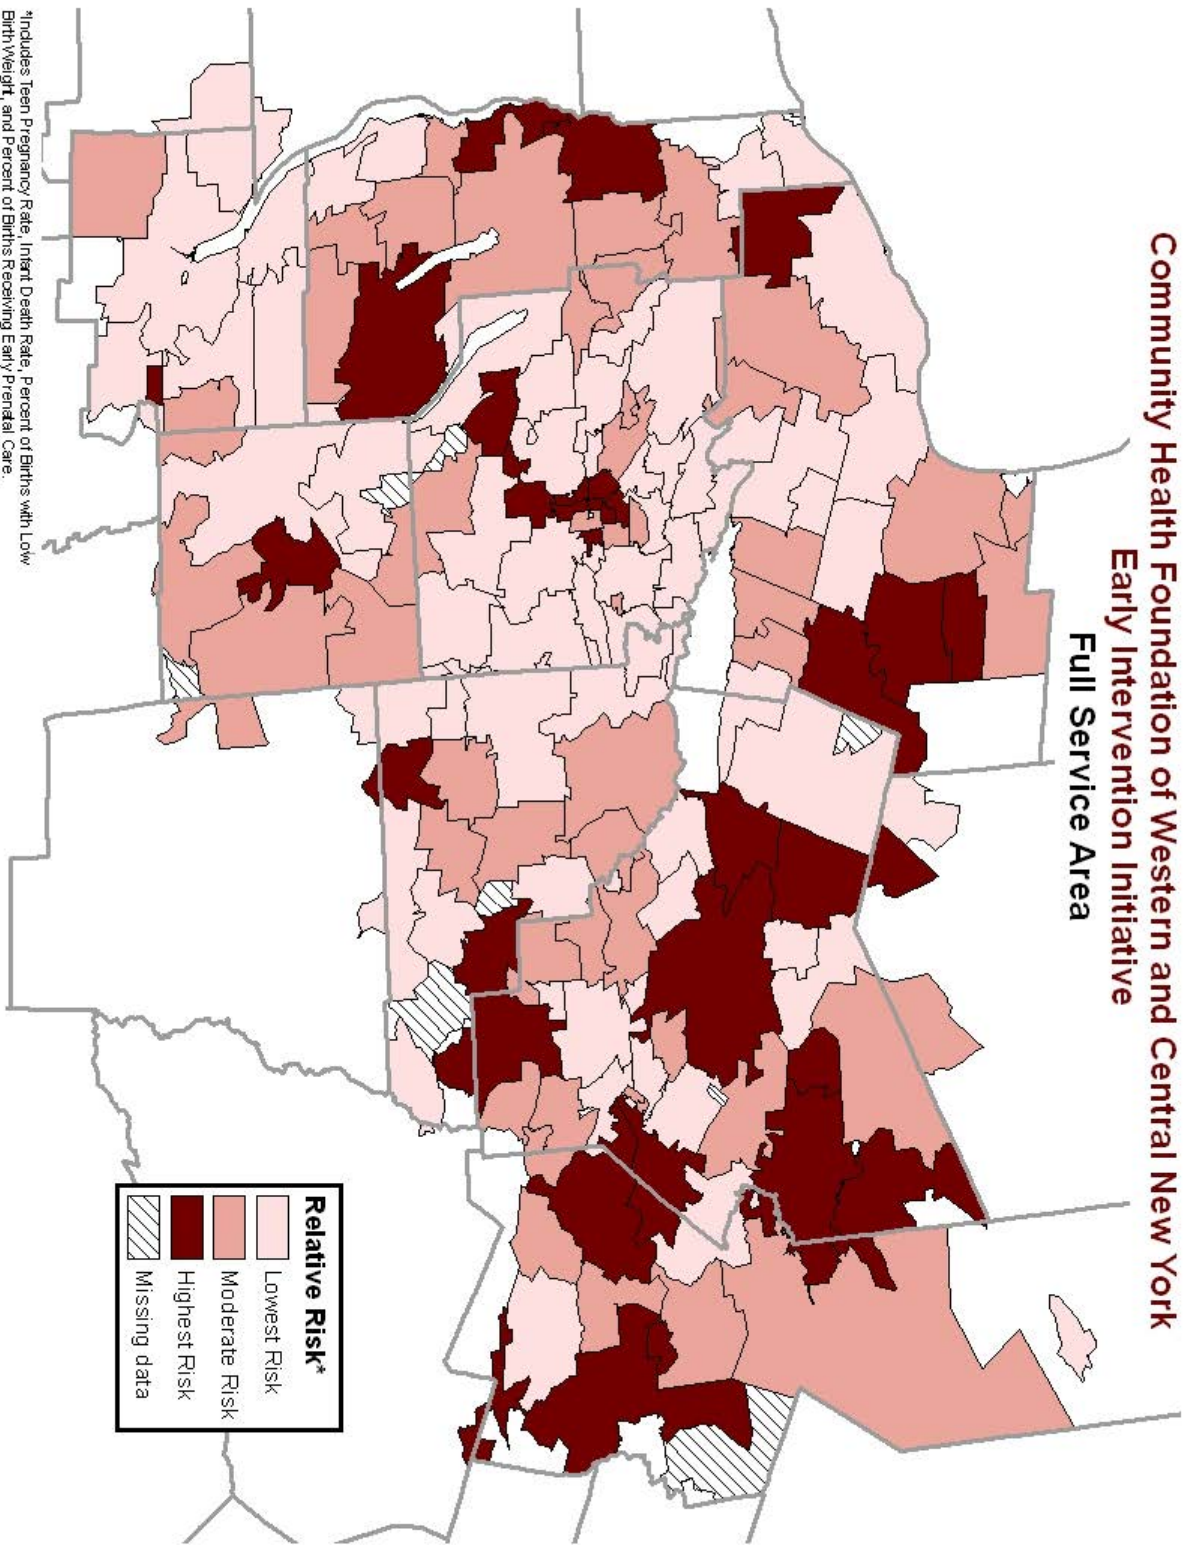 Community Health Foundation of Western and Central New York
Early Intervention Initiative
Full Service Area
Relative Risk*
Lowest Risk
Moderate Risk
Highest Risk
Missing data
*Includes Teen Pregnancy Rate, Infant Death Rate, Percent of Births with Low
Birth Weight, and Percent of Births Receiving Early Prenatal Care.